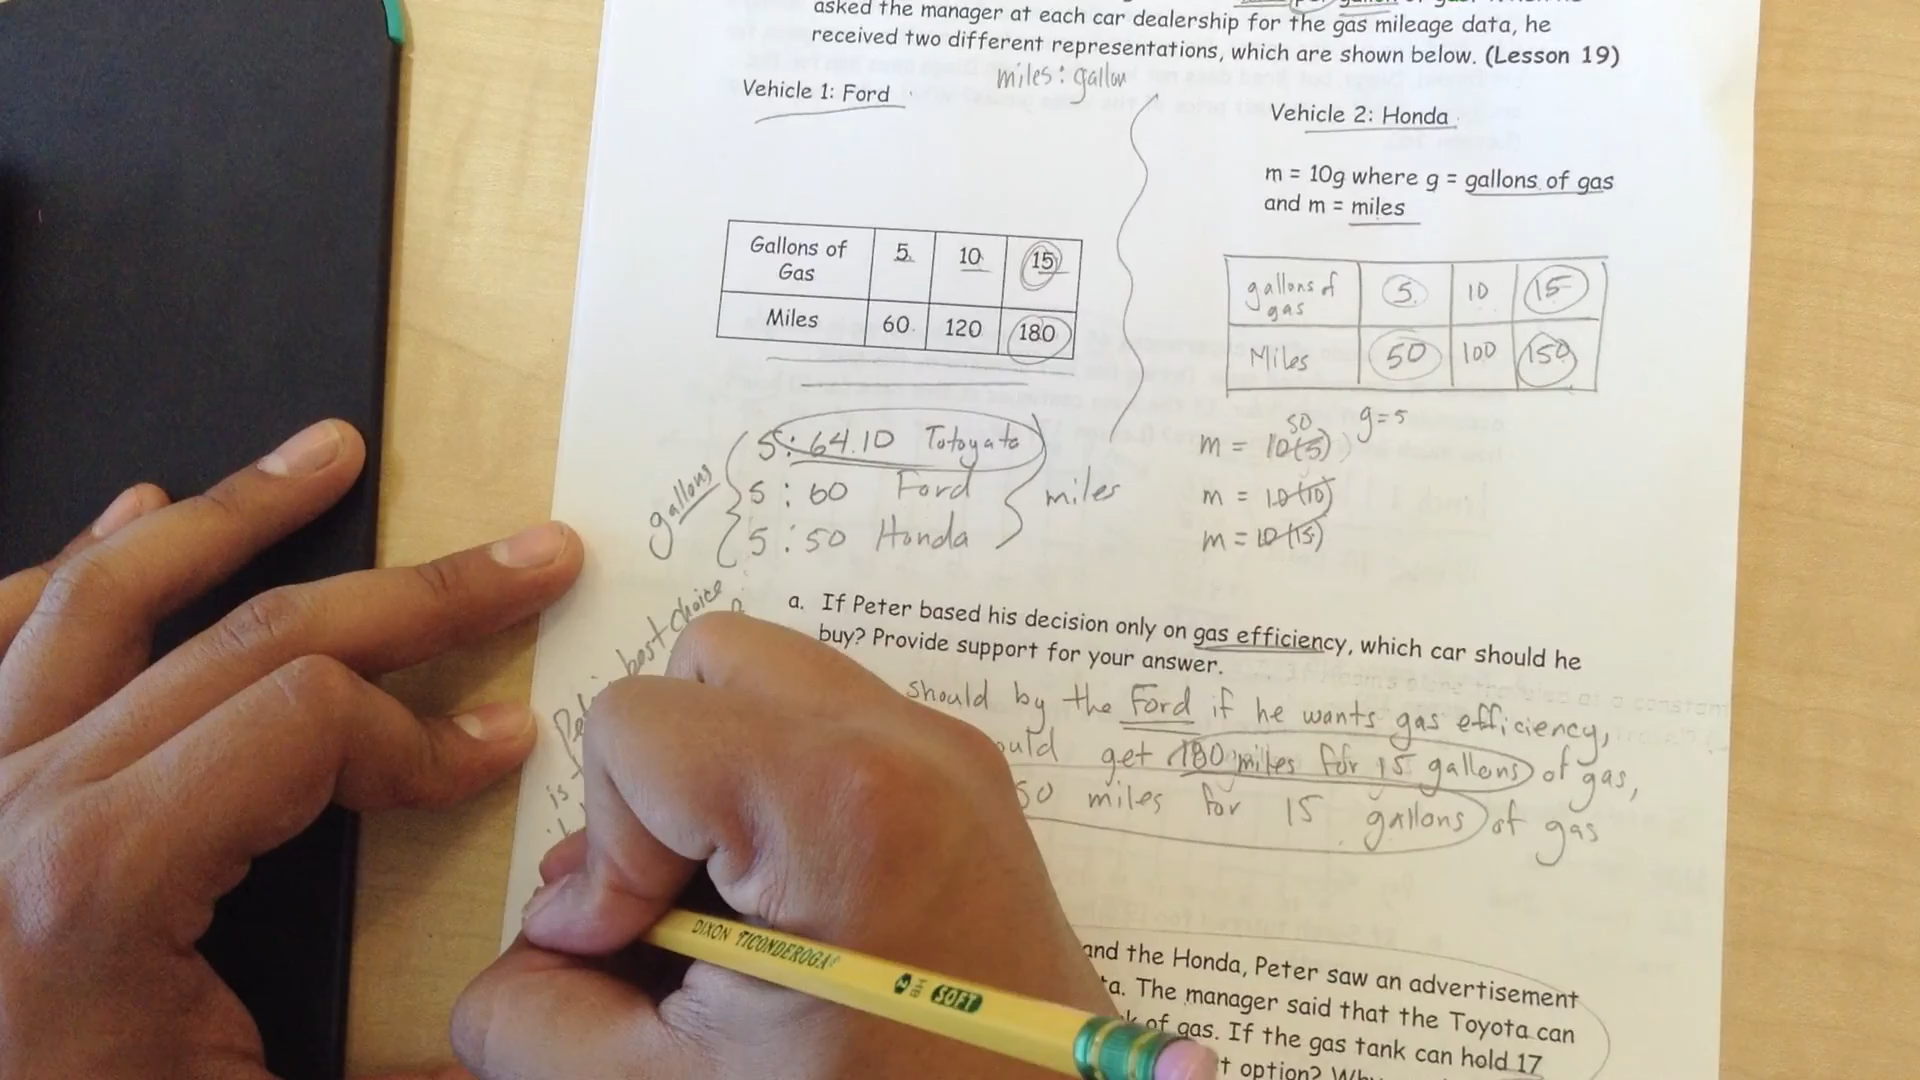 asked the manager at each car dealership for the gas mileage data, he
received two different representations, which are shown below. (Lesson 19)
miles : gallon
Vehicle 1: Ford
Vehicle 2: Honda
m = 10g where g = gallons of gas
and m = miles
Gallons of Gas 5 10 15
Miles 60 120 180
gallons of gas 5 10 15
Miles 50 100 150
5 : 64.10 Totoyato
5 : 60 Ford
5 : 50 Honda
gallons
miles
g = 5
50
m = 10(5)
m = 10(10)
m = 10(15)
best choice
is
a. If Peter based his decision only on gas efficiency, which car should he
buy? Provide support for your answer.
should by the Ford if he wants gas efficiency,
get 180 miles for 15 gallons of gas,
miles for 15 gallons of gas
and the Honda, Peter saw an advertisement
The manager said that the Toyota can
of gas. If the gas tank can hold 17
option?
DIXON TICONDEROGA
HB
SOFT